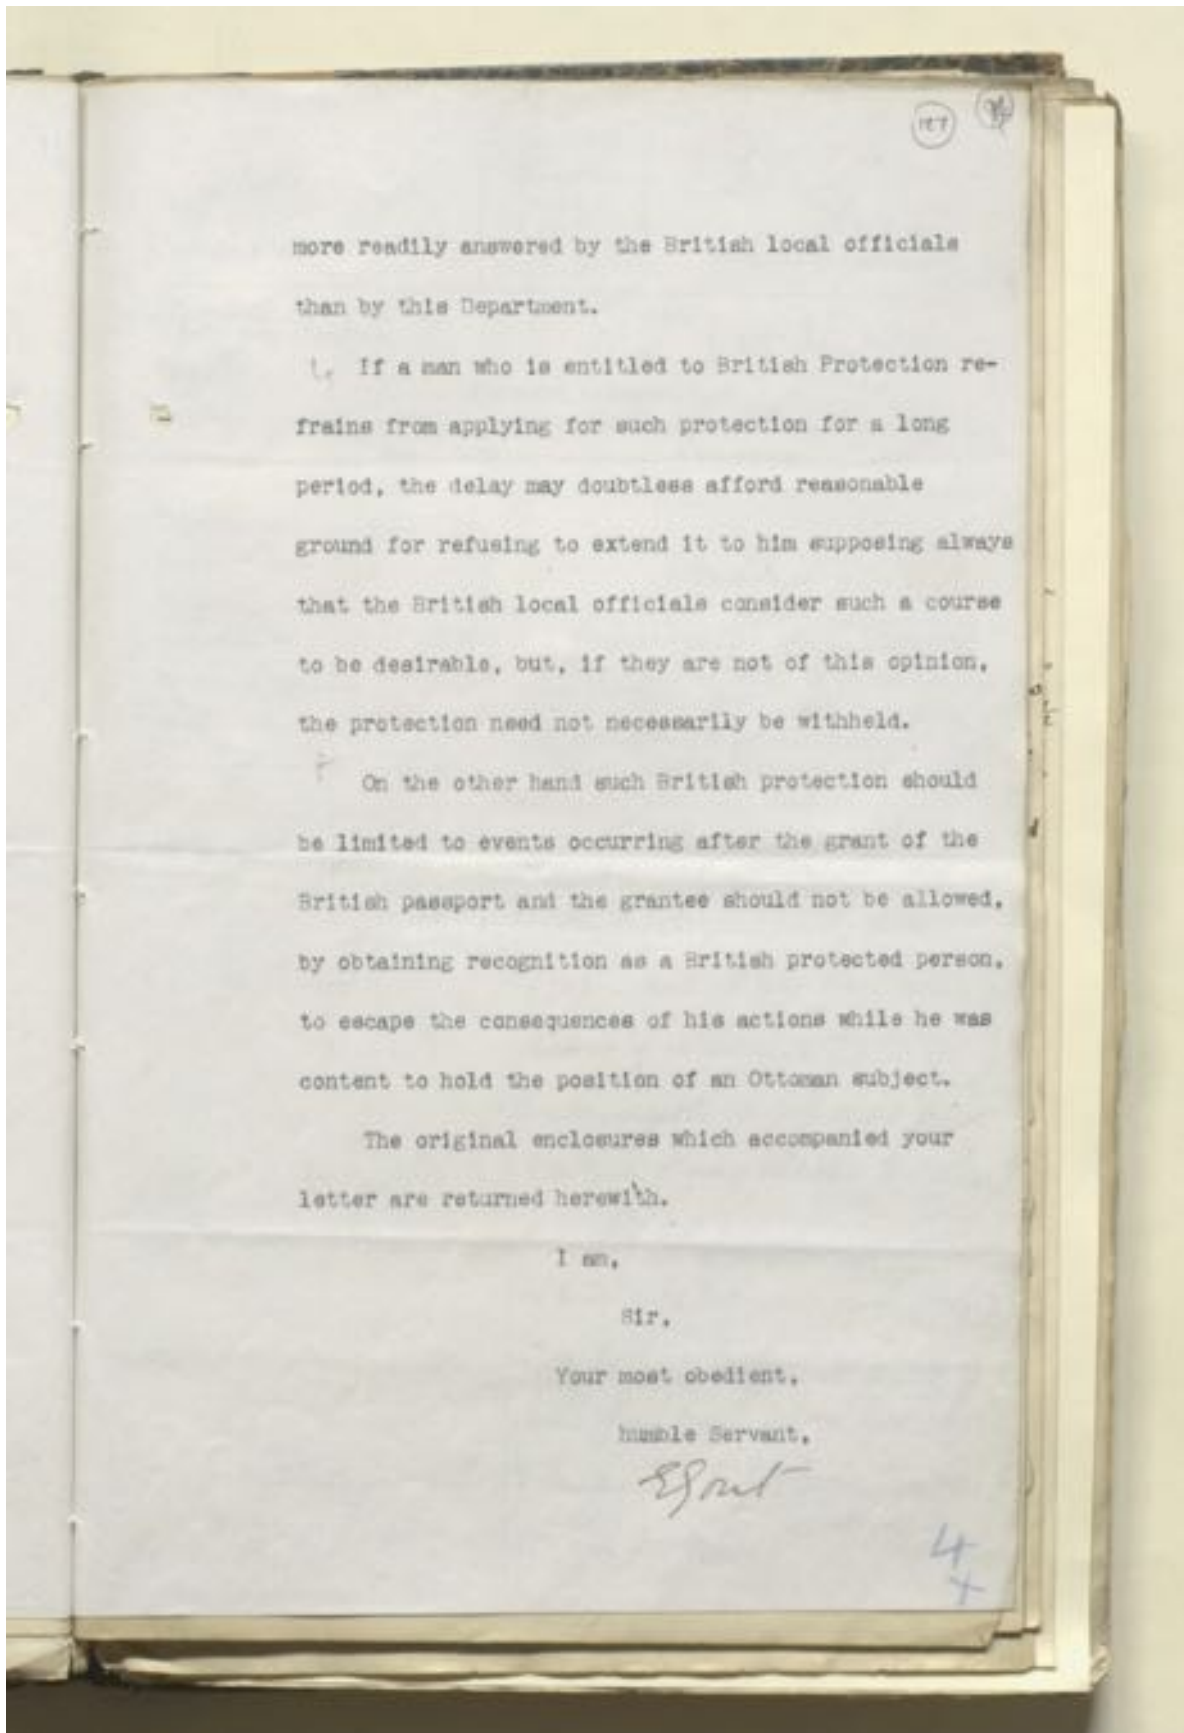 127
more readily answered by the British local officials
than by this Department.
If a man who is entitled to British Protection re-
frains from applying for such protection for a long
period, the delay may doubtless afford reasonable
ground for refusing to extend it to him supposing always
that the British local officials consider such a course
to be desirable, but, if they are not of this opinion,
the protection need not necessarily be withheld.
On the other hand such British protection should
be limited to events occurring after the grant of the
British passport and the grantee should not be allowed,
by obtaining recognition as a British protected person,
to escape the consequences of his actions while he was
content to hold the position of an Ottoman subject.
The original enclosures which accompanied your
letter are returned herewith.
I am,
Sir,
Your most obedient,
humble Servant,
4